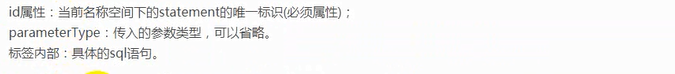 id属性：当前名称空间下的statement的唯一标识(必须属性)；
parameterType：传入的参数类型，可以省略。
标签内部：具体的sql语句。